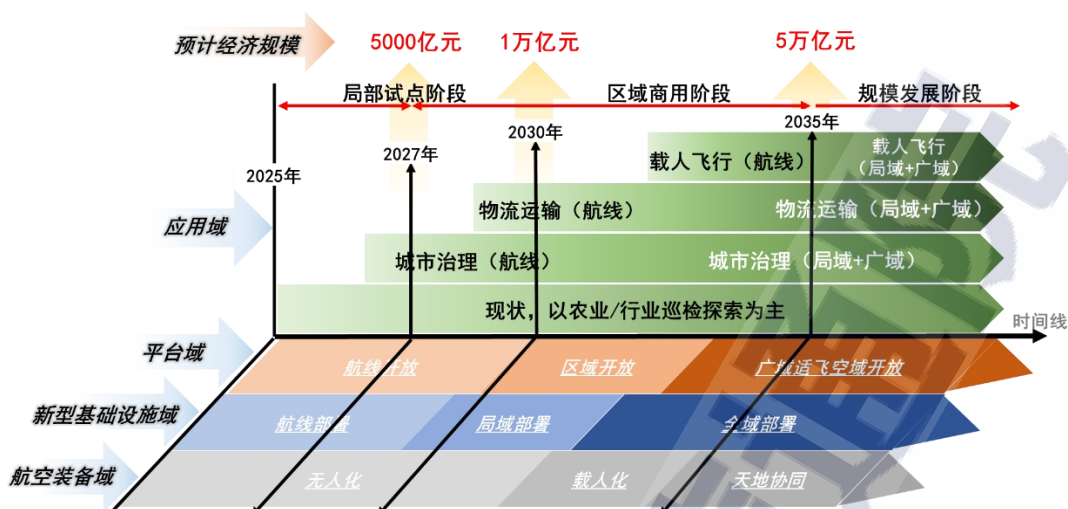 预计经济规模
5000亿元
1万亿元
5万亿元
局部试点阶段
区域商用阶段
规模发展阶段
2025年
2027年
2030年
2035年
应用域
载人飞行（航线）
载人飞行
（局域+广域）
物流运输（航线）
物流运输（局域+广域）
城市治理（航线）
城市治理（局域+广域）
现状，以农业/行业巡检探索为主
时间线
平台域
航线开放
区域开放
广域适飞空域开放
新型基础设施域
航线部署
局域部署
全域部署
航空装备域
无人化
载人化
天地协同